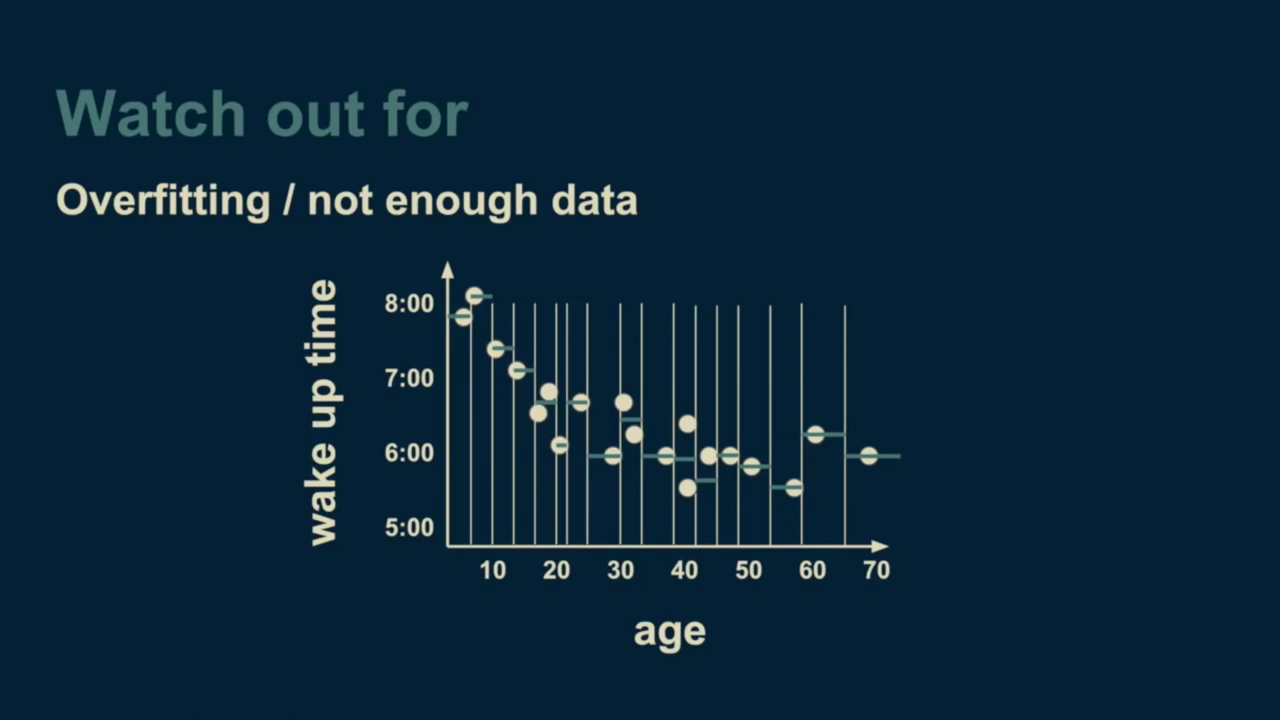 Watch out for
Overfitting / not enough data
wake up time
8:00
7:00
6:00
5:00
10 20 30 40 50 60 70
age